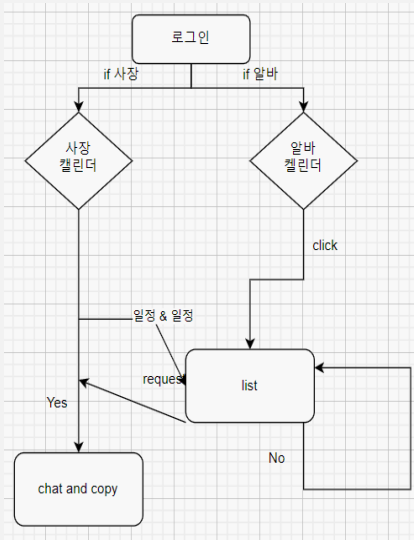 로그인
if 사장
if 알바
사장
캘린더
알바
켈린더
click
일정 & 일정
reques
list
Yes
No
chat and copy